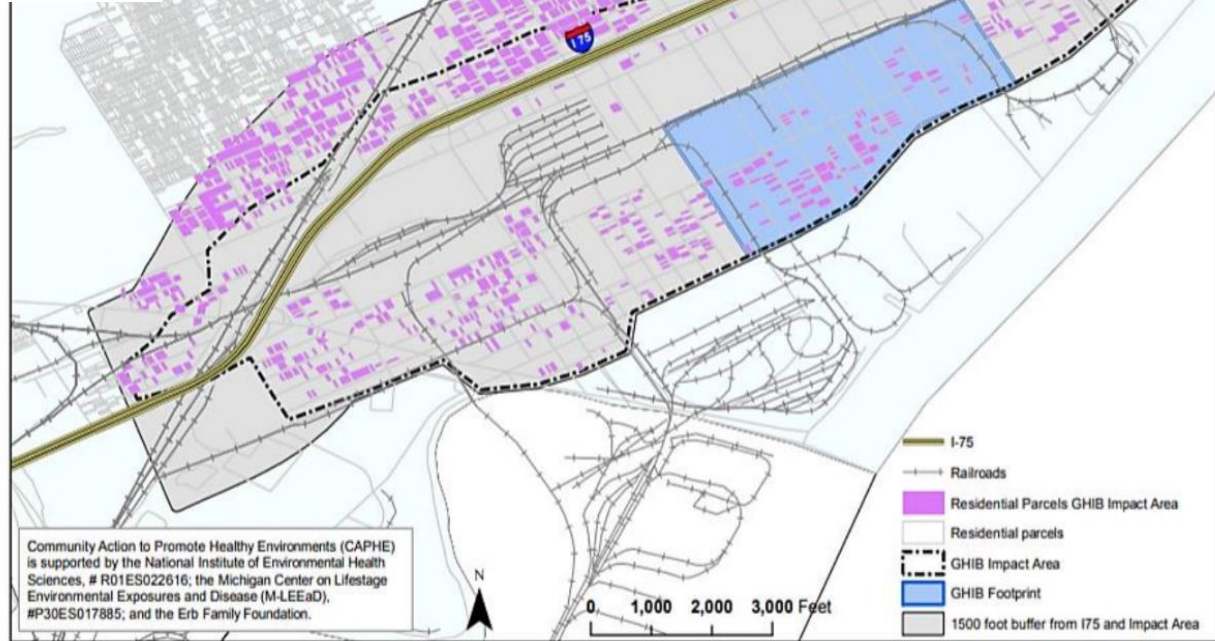 I 75
I-75
Railroads
Residential Parcels GHIB Impact Area
Residential parcels
GHIB Impact Area
GHIB Footprint
1500 foot buffer from I75 and Impact Area
Community Action to Promote Healthy Environments (CAPHE)
is supported by the National Institute of Environmental Health
Sciences, # R01ES022616; the Michigan Center on Lifestage
Environmental Exposures and Disease (M-LEEaD),
#P30ES017885; and the Erb Family Foundation.
N
0 1,000 2,000 3,000 Feet